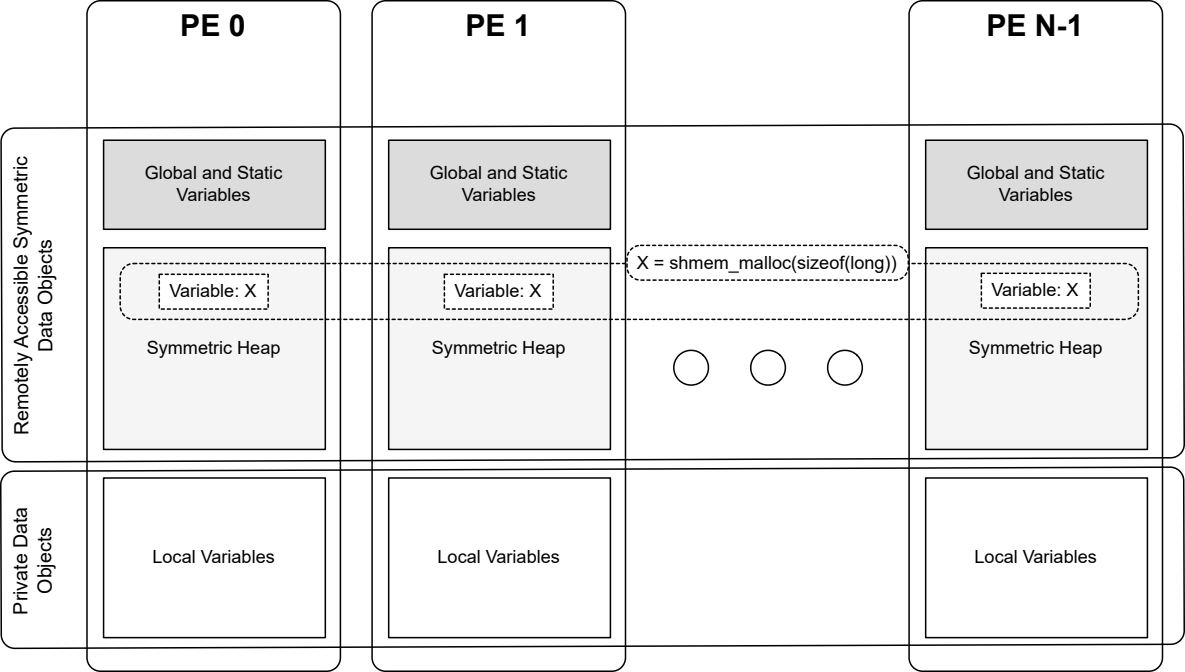 PE 0
PE 1
PE N-1
Remotely Accessible Symmetric
Data Objects
Global and Static
Variables
Global and Static
Variables
Global and Static
Variables
X = shmem_malloc(sizeof(long))
Variable: X
Variable: X
Variable: X
Symmetric Heap
Symmetric Heap
Symmetric Heap
Private Data
Objects
Local Variables
Local Variables
Local Variables